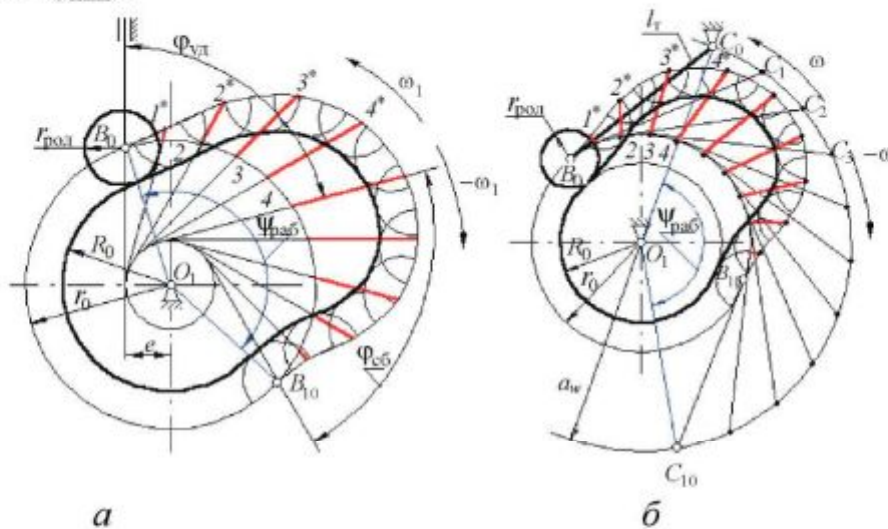 φуд
1*
2*
3*
4*
ω₁
rрол
B₀
2
3
4
-ω₁
ψраб
R₀
r₀
O₁
e
φсб
B₁₀
а
lт
C₀
ω
1*
2*
3*
4*
C₁
C₂
C₃
rрол
B₀
2 3 4
-ω
ψраб
R₀
r₀
O₁
B₁₀
aw
C₁₀
б